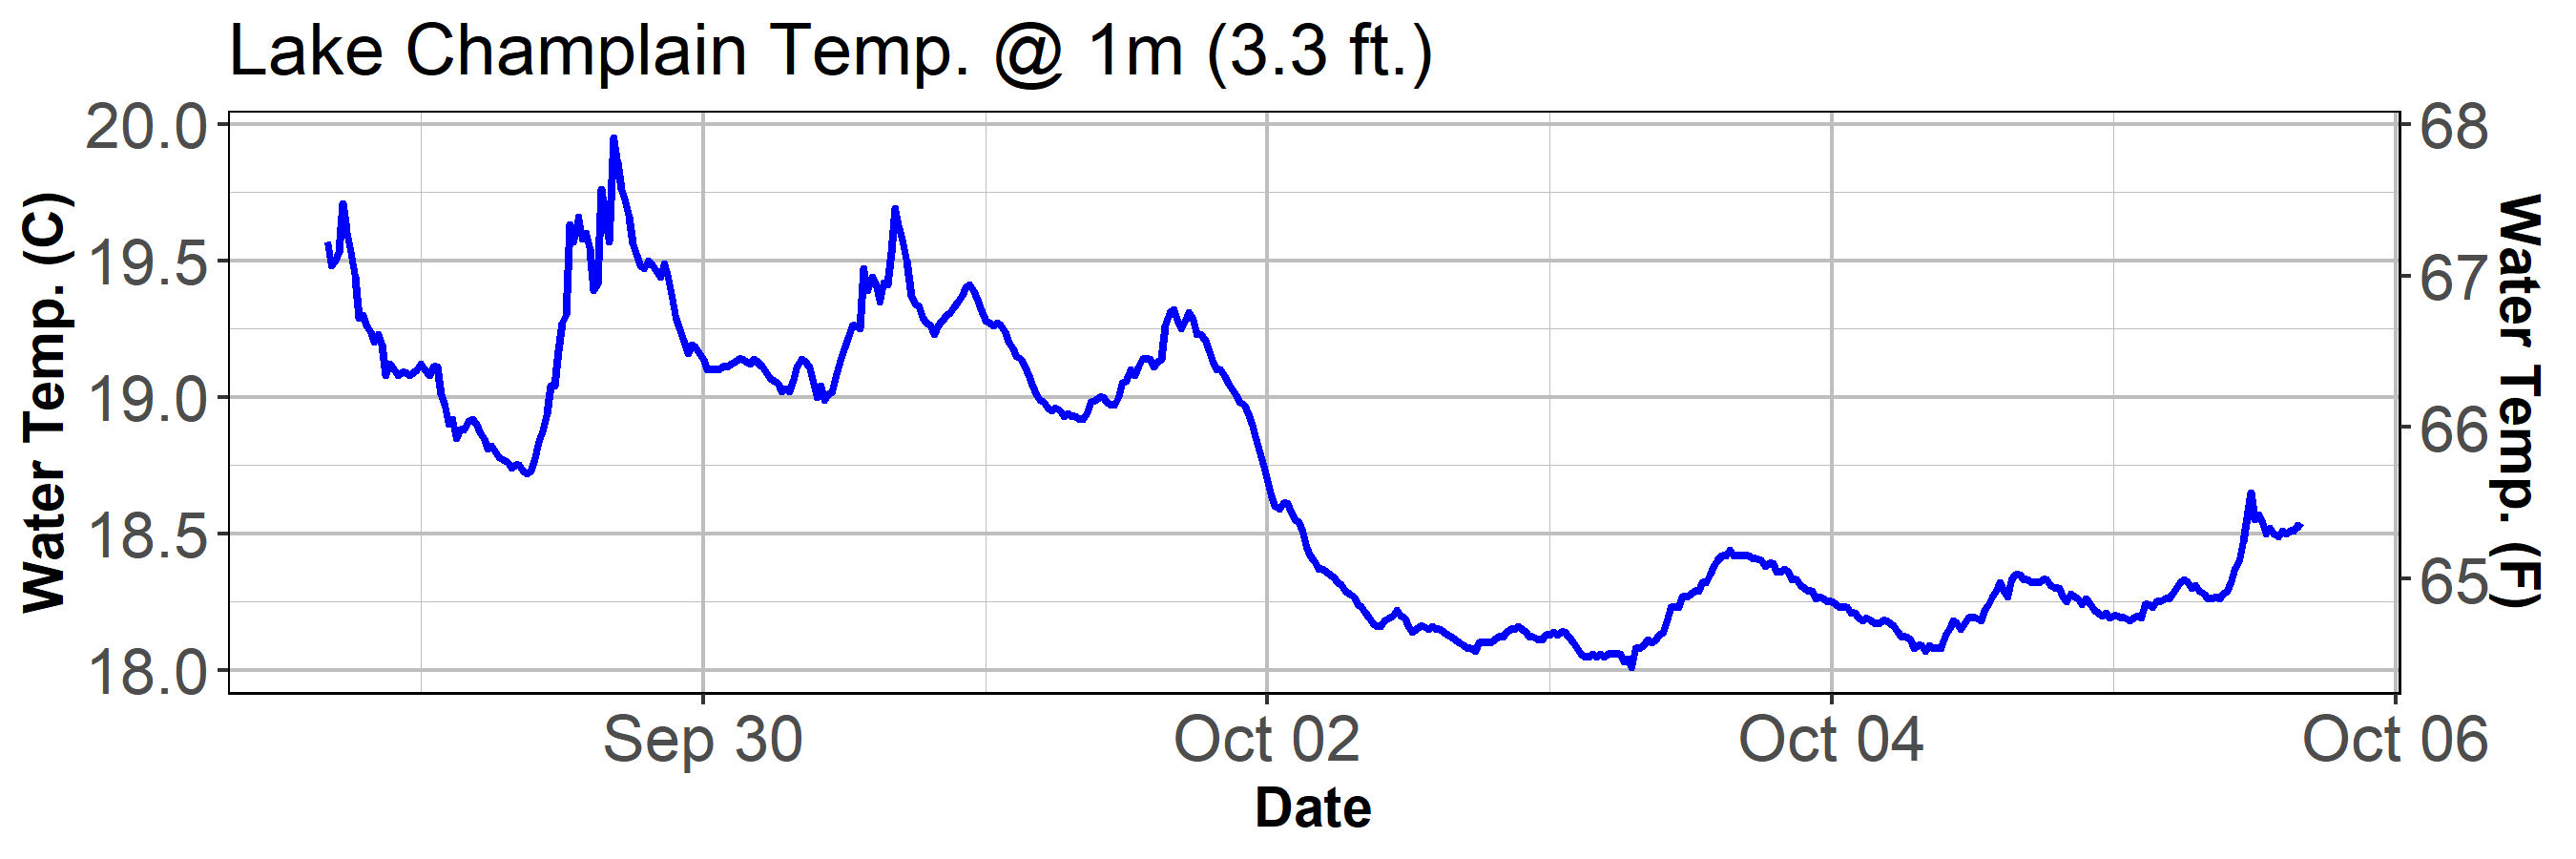 Lake Champlain Temp. @ 1m (3.3 ft.)
Water Temp. (C)
20.0
19.5
19.0
18.5
18.0
68
67
66
65
Water Temp. (F)
Sep 30 Oct 02 Oct 04 Oct 06
Date